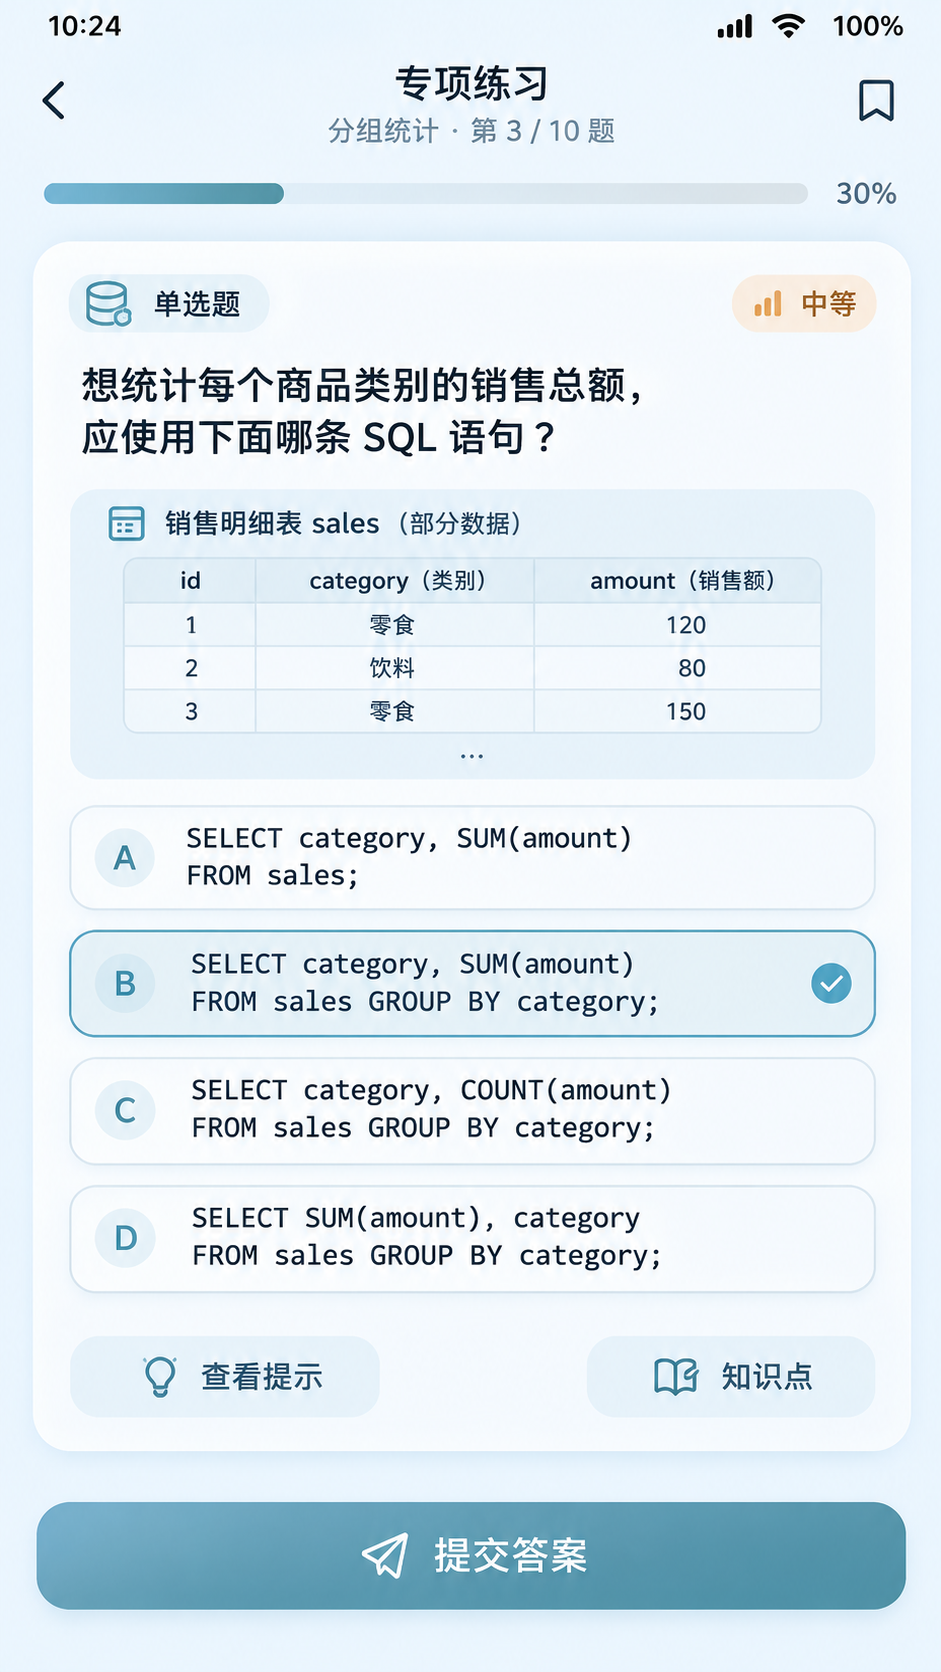 10:24
100%
专项练习
分组统计 · 第 3 / 10 题
30%
单选题
中等
想统计每个商品类别的销售总额，
应使用下面哪条 SQL 语句？
销售明细表 sales （部分数据）
id category（类别） amount（销售额）
1 零食 120
2 饮料 80
3 零食 150
...
A
SELECT category, SUM(amount)
FROM sales;
B
SELECT category, SUM(amount)
FROM sales GROUP BY category;
C
SELECT category, COUNT(amount)
FROM sales GROUP BY category;
D
SELECT SUM(amount), category
FROM sales GROUP BY category;
查看提示
知识点
提交答案